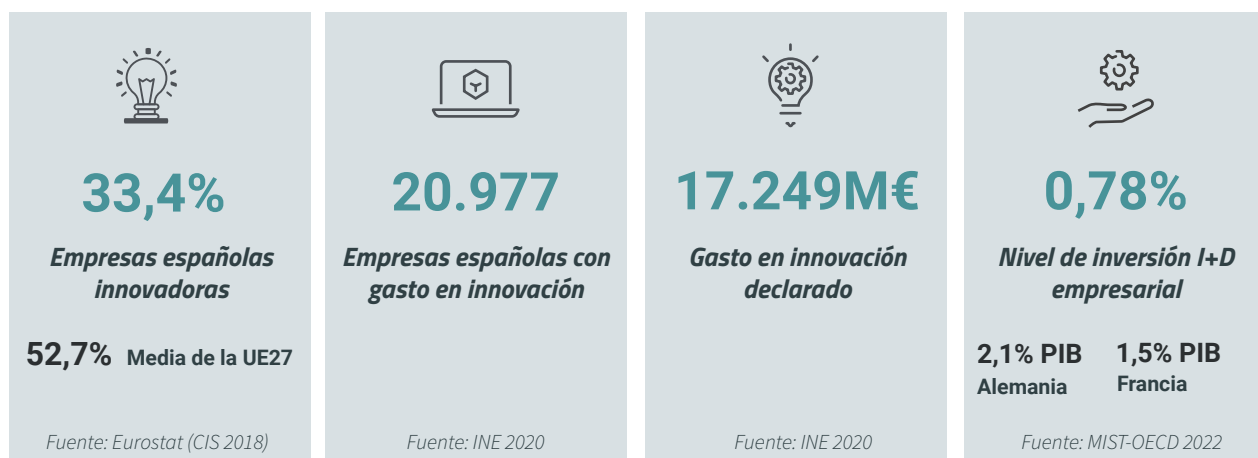 33,4%
Empresas españolas
innovadoras
52,7% Media de la UE27
Fuente: Eurostat (CIS 2018)
20.977
Empresas españolas con
gasto en innovación
Fuente: INE 2020
17.249M€
Gasto en innovación
declarado
Fuente: INE 2020
0,78%
Nivel de inversión I+D
empresarial
2,1% PIB
Alemania
1,5% PIB
Francia
Fuente: MIST-OECD 2022